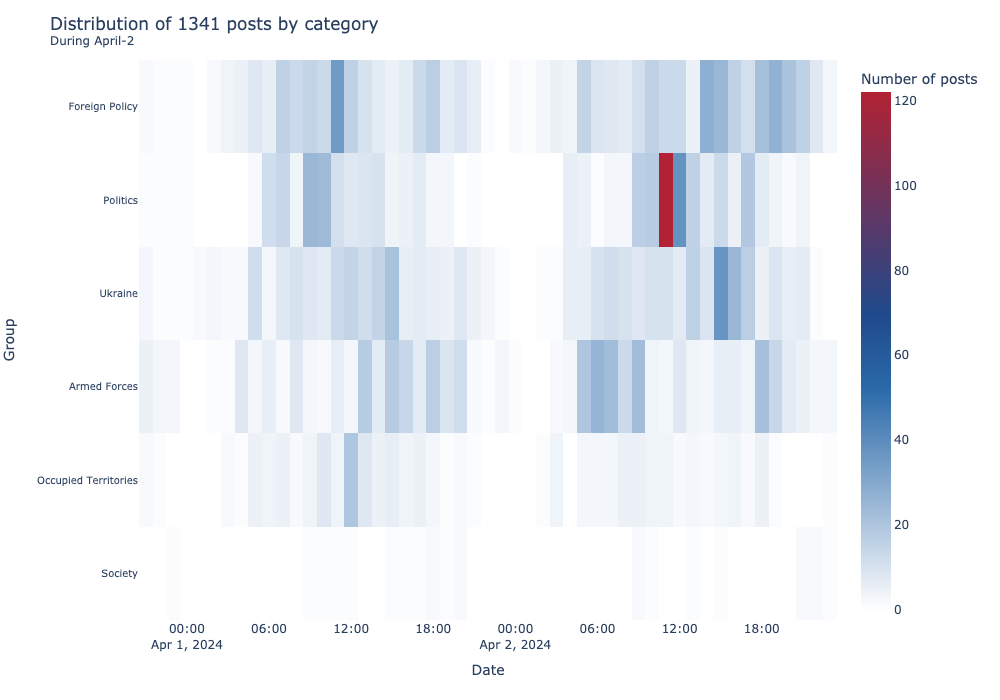 Distribution of 1341 posts by category
During April-2
Number of posts
120
100
80
60
40
20
0
Group
Foreign Policy
Politics
Ukraine
Armed Forces
Occupied Territories
Society
00:00 06:00 12:00 18:00 00:00 06:00 12:00 18:00
Apr 1, 2024 Apr 2, 2024
Date